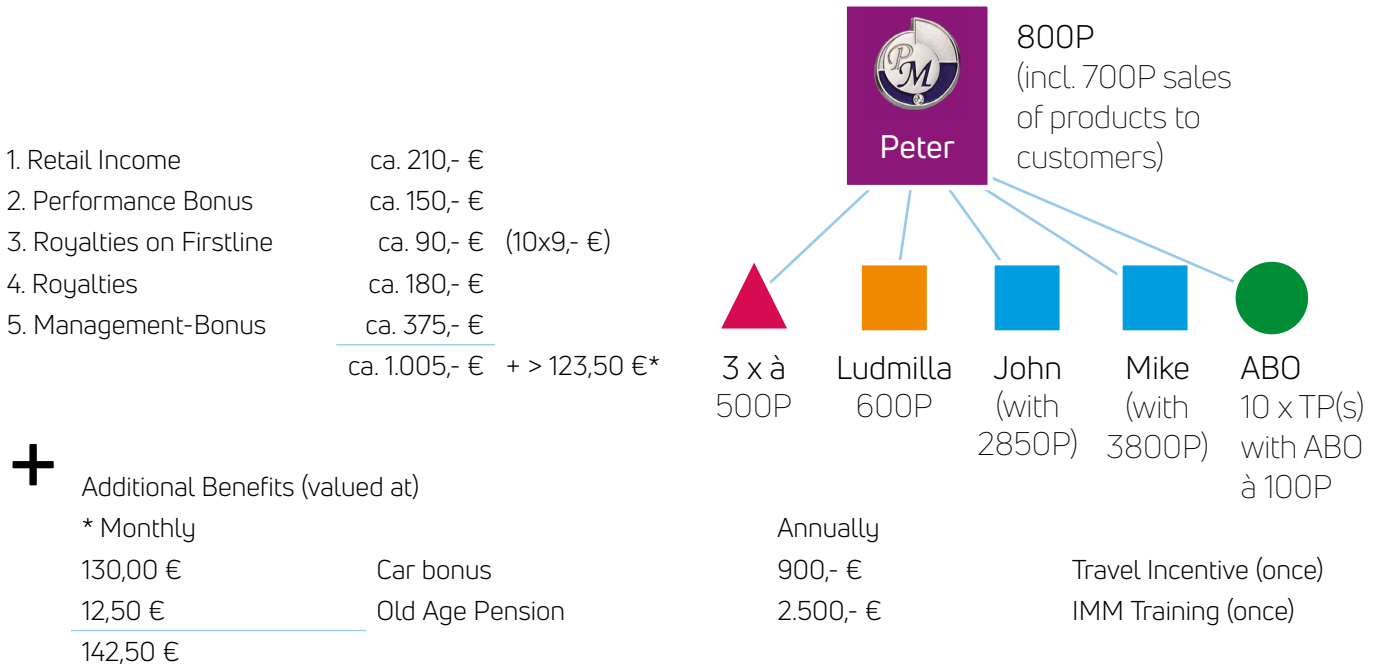 PM
Peter
800P
(incl. 700P sales
of products to
customers)
1. Retail Income ca. 210,- €
2. Performance Bonus ca. 150,- €
3. Royalties on Firstline ca. 90,- € (10x9,- €)
4. Royalties ca. 180,- €
5. Management-Bonus ca. 375,- €
ca. 1.005,- € + > 123,50 €*
3 x à
500P
Ludmilla
600P
John
(with
2850P)
Mike
(with
3800P)
ABO
10 x TP(s)
with ABO
à 100P
+
Additional Benefits (valued at)
* Monthly
130,00 € Car bonus
12,50 € Old Age Pension
142,50 €
Annually
900,- € Travel Incentive (once)
2.500,- € IMM Training (once)